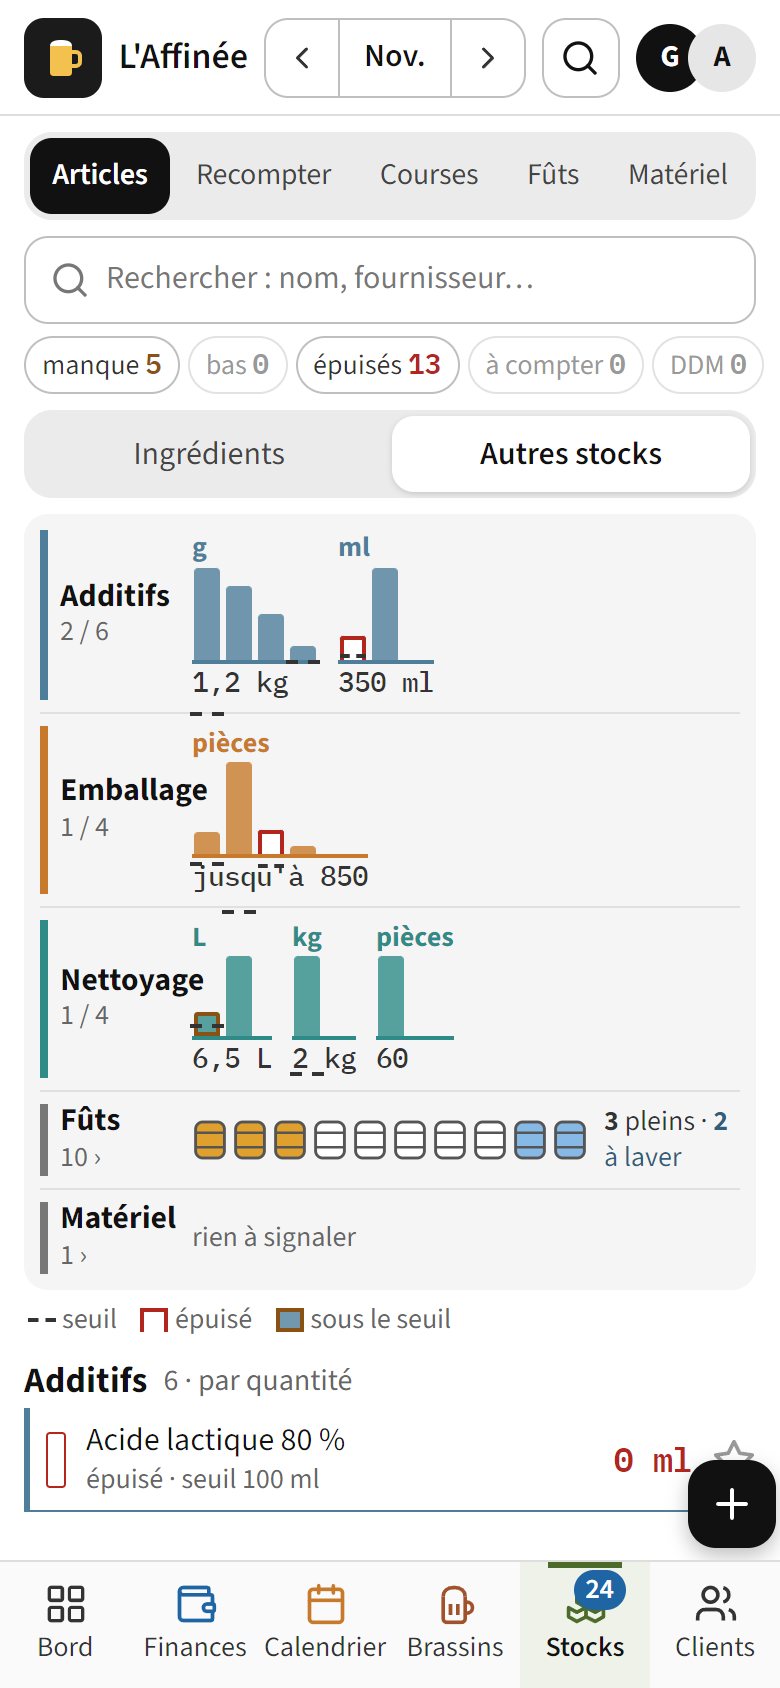 L'Affinée
Nov.
G A
Articles Recompter Courses Fûts Matériel
Rechercher : nom, fournisseur…
manque 5 bas 0 épuisés 13 à compter 0 DDM 0
Ingrédients Autres stocks
g ml
Additifs
2 / 6
1,2 kg 350 ml
pièces
Emballage
1 / 4
jusqu'à 850
L kg pièces
Nettoyage
1 / 4
6,5 L 2 kg 60
Fûts
10 ›
3 pleins · 2
à laver
Matériel
1 ›
rien à signaler
seuil épuisé sous le seuil
Additifs 6 · par quantité
Acide lactique 80 %
épuisé · seuil 100 ml
0 ml
24
Bord Finances Calendrier Brassins Stocks Clients